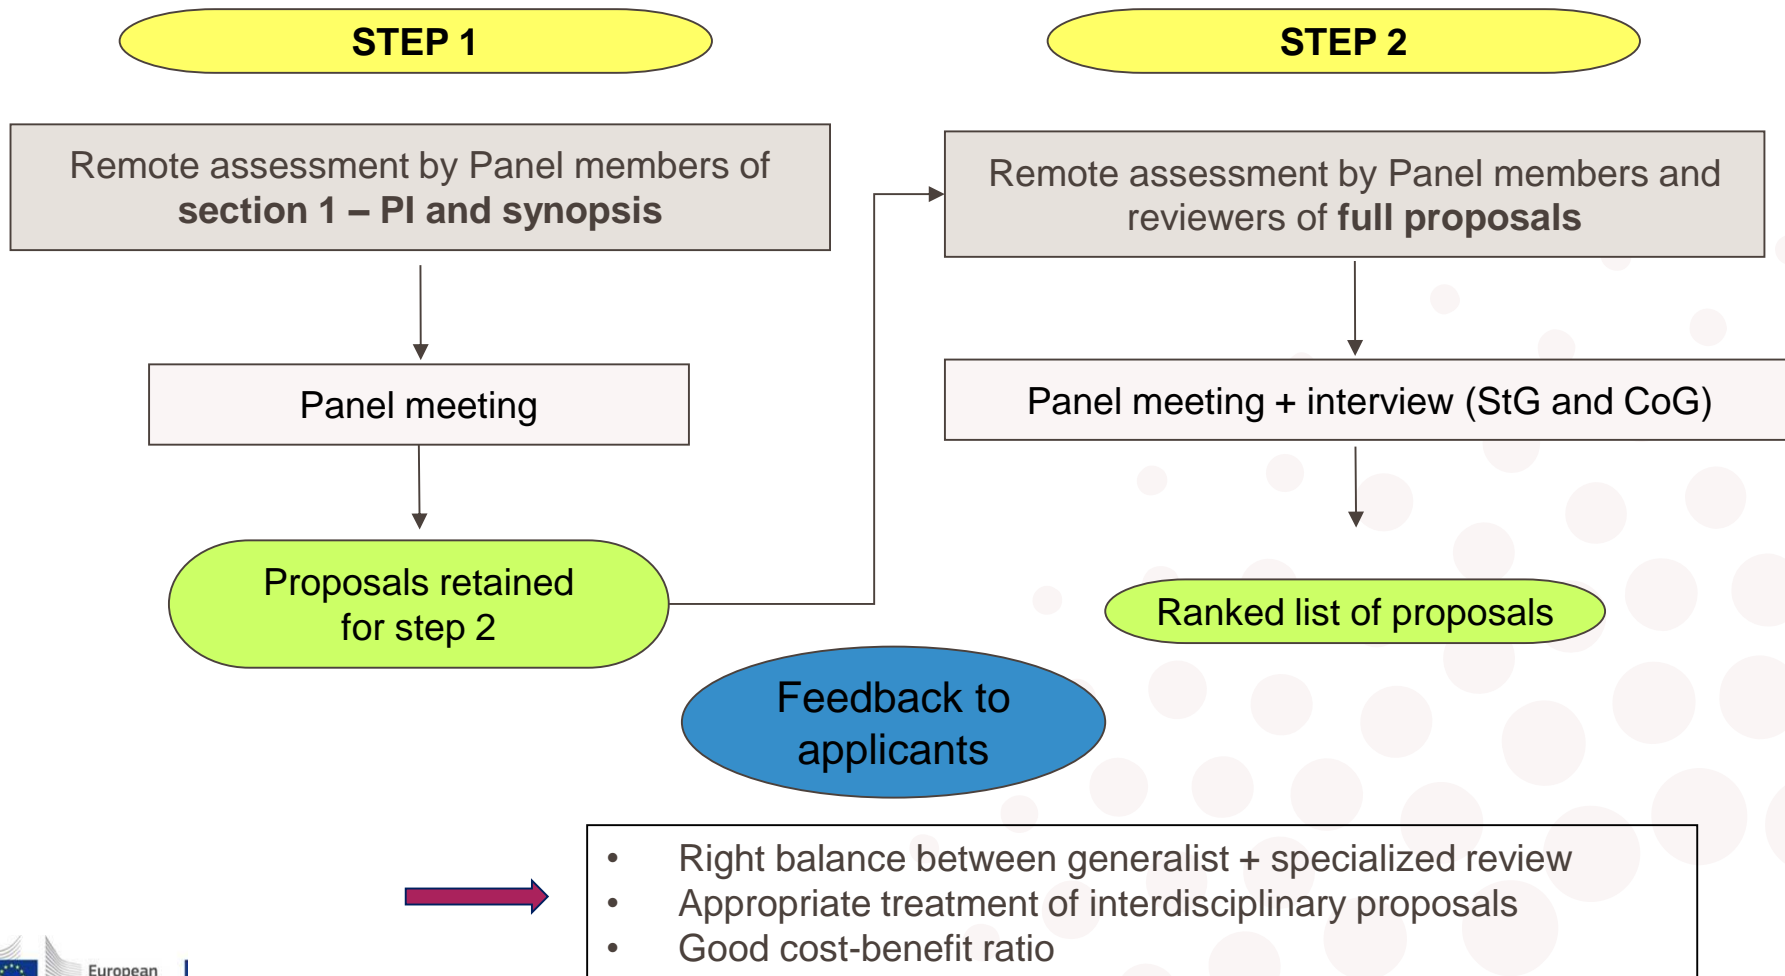 STEP 1
Remote assessment by Panel members of
section 1 – PI and synopsis
Panel meeting
Proposals retained
for step 2
STEP 2
Remote assessment by Panel members and
reviewers of full proposals
Panel meeting + interview (StG and CoG)
Ranked list of proposals
Feedback to
applicants
• Right balance between generalist + specialized review
• Appropriate treatment of interdisciplinary proposals
• Good cost-benefit ratio
European